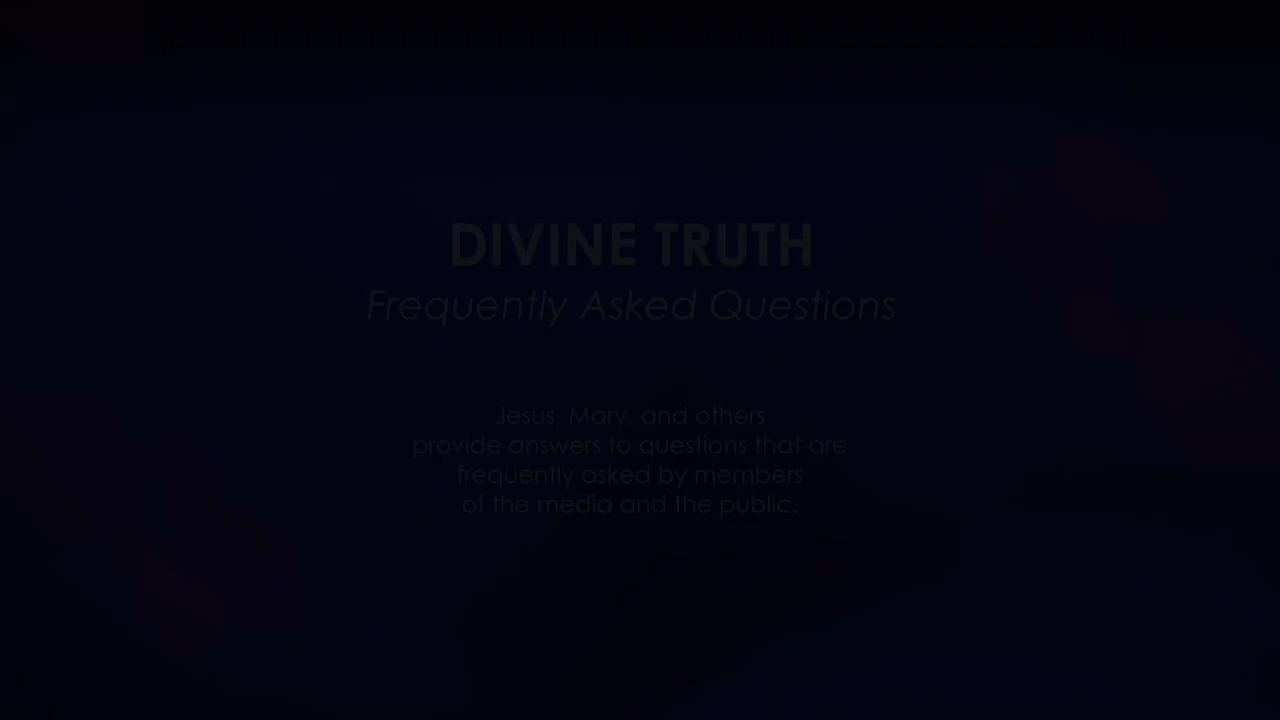 DIVINE TRUTH
Frequently Asked Questions
Jesus, Mary, and others
provide answers to questions that are
frequently asked by members
of the media and the public.